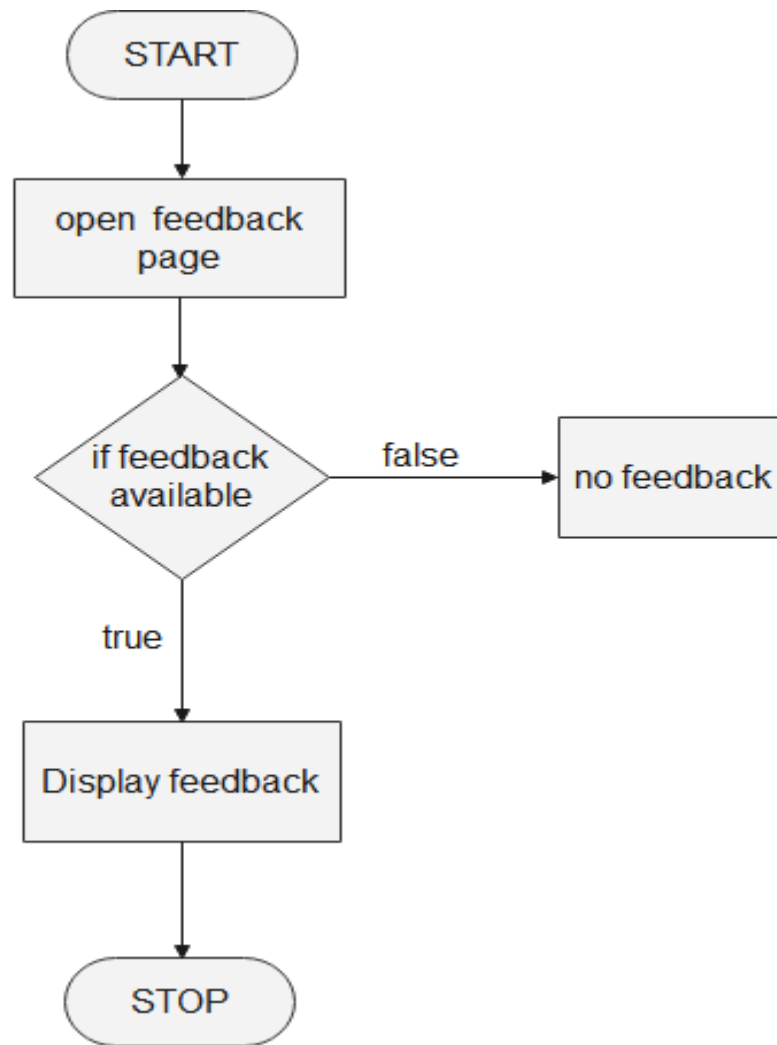 START
open feedback
page
if feedback
available
false
no feedback
true
Display feedback
STOP